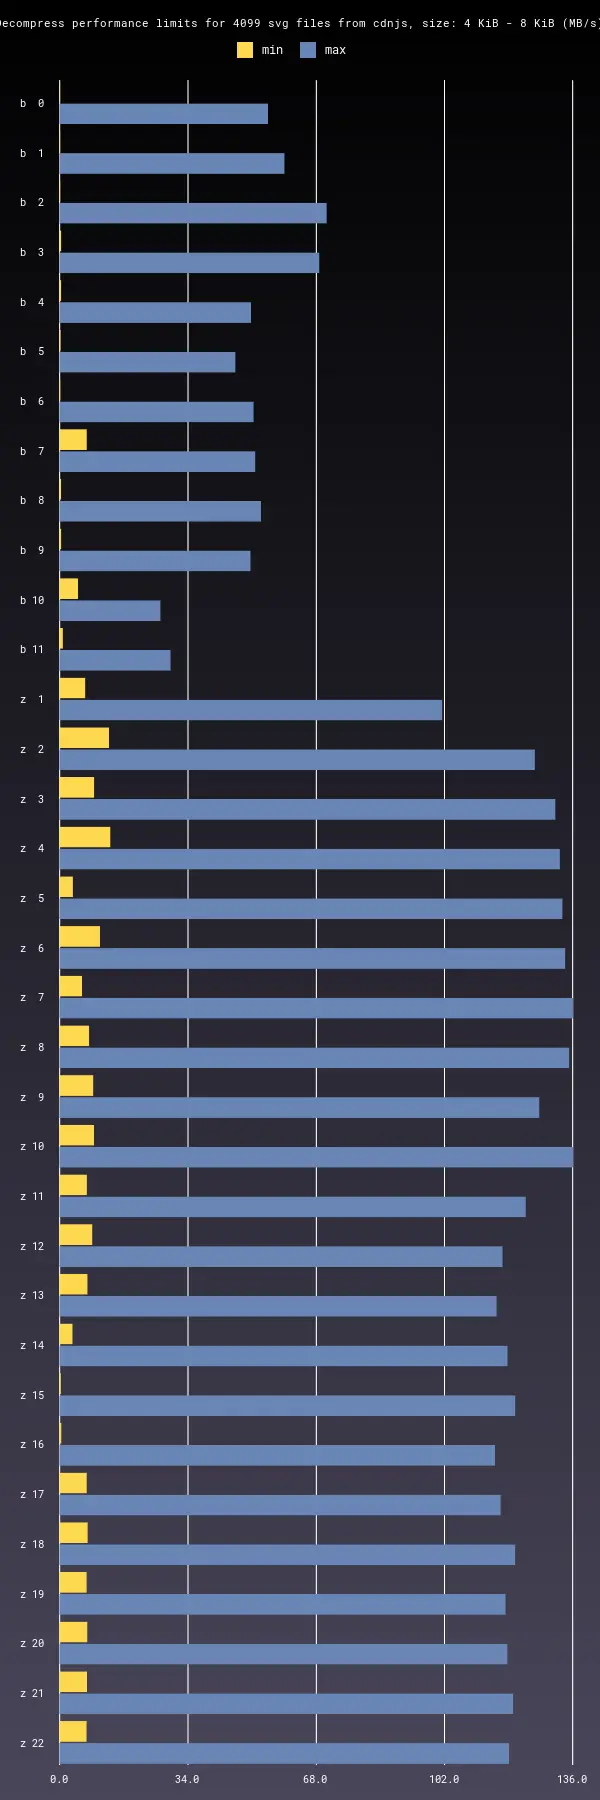 ecompress performance limits for 4099 svg files from cdnjs, size: 4 KiB - 8 KiB (MB/s)
min max
b 0
b 1
b 2
b 3
b 4
b 5
b 6
b 7
b 8
b 9
b 10
b 11
z 1
z 2
z 3
z 4
z 5
z 6
z 7
z 8
z 9
z 10
z 11
z 12
z 13
z 14
z 15
z 16
z 17
z 18
z 19
z 20
z 21
z 22
0.0 34.0 68.0 102.0 136.0